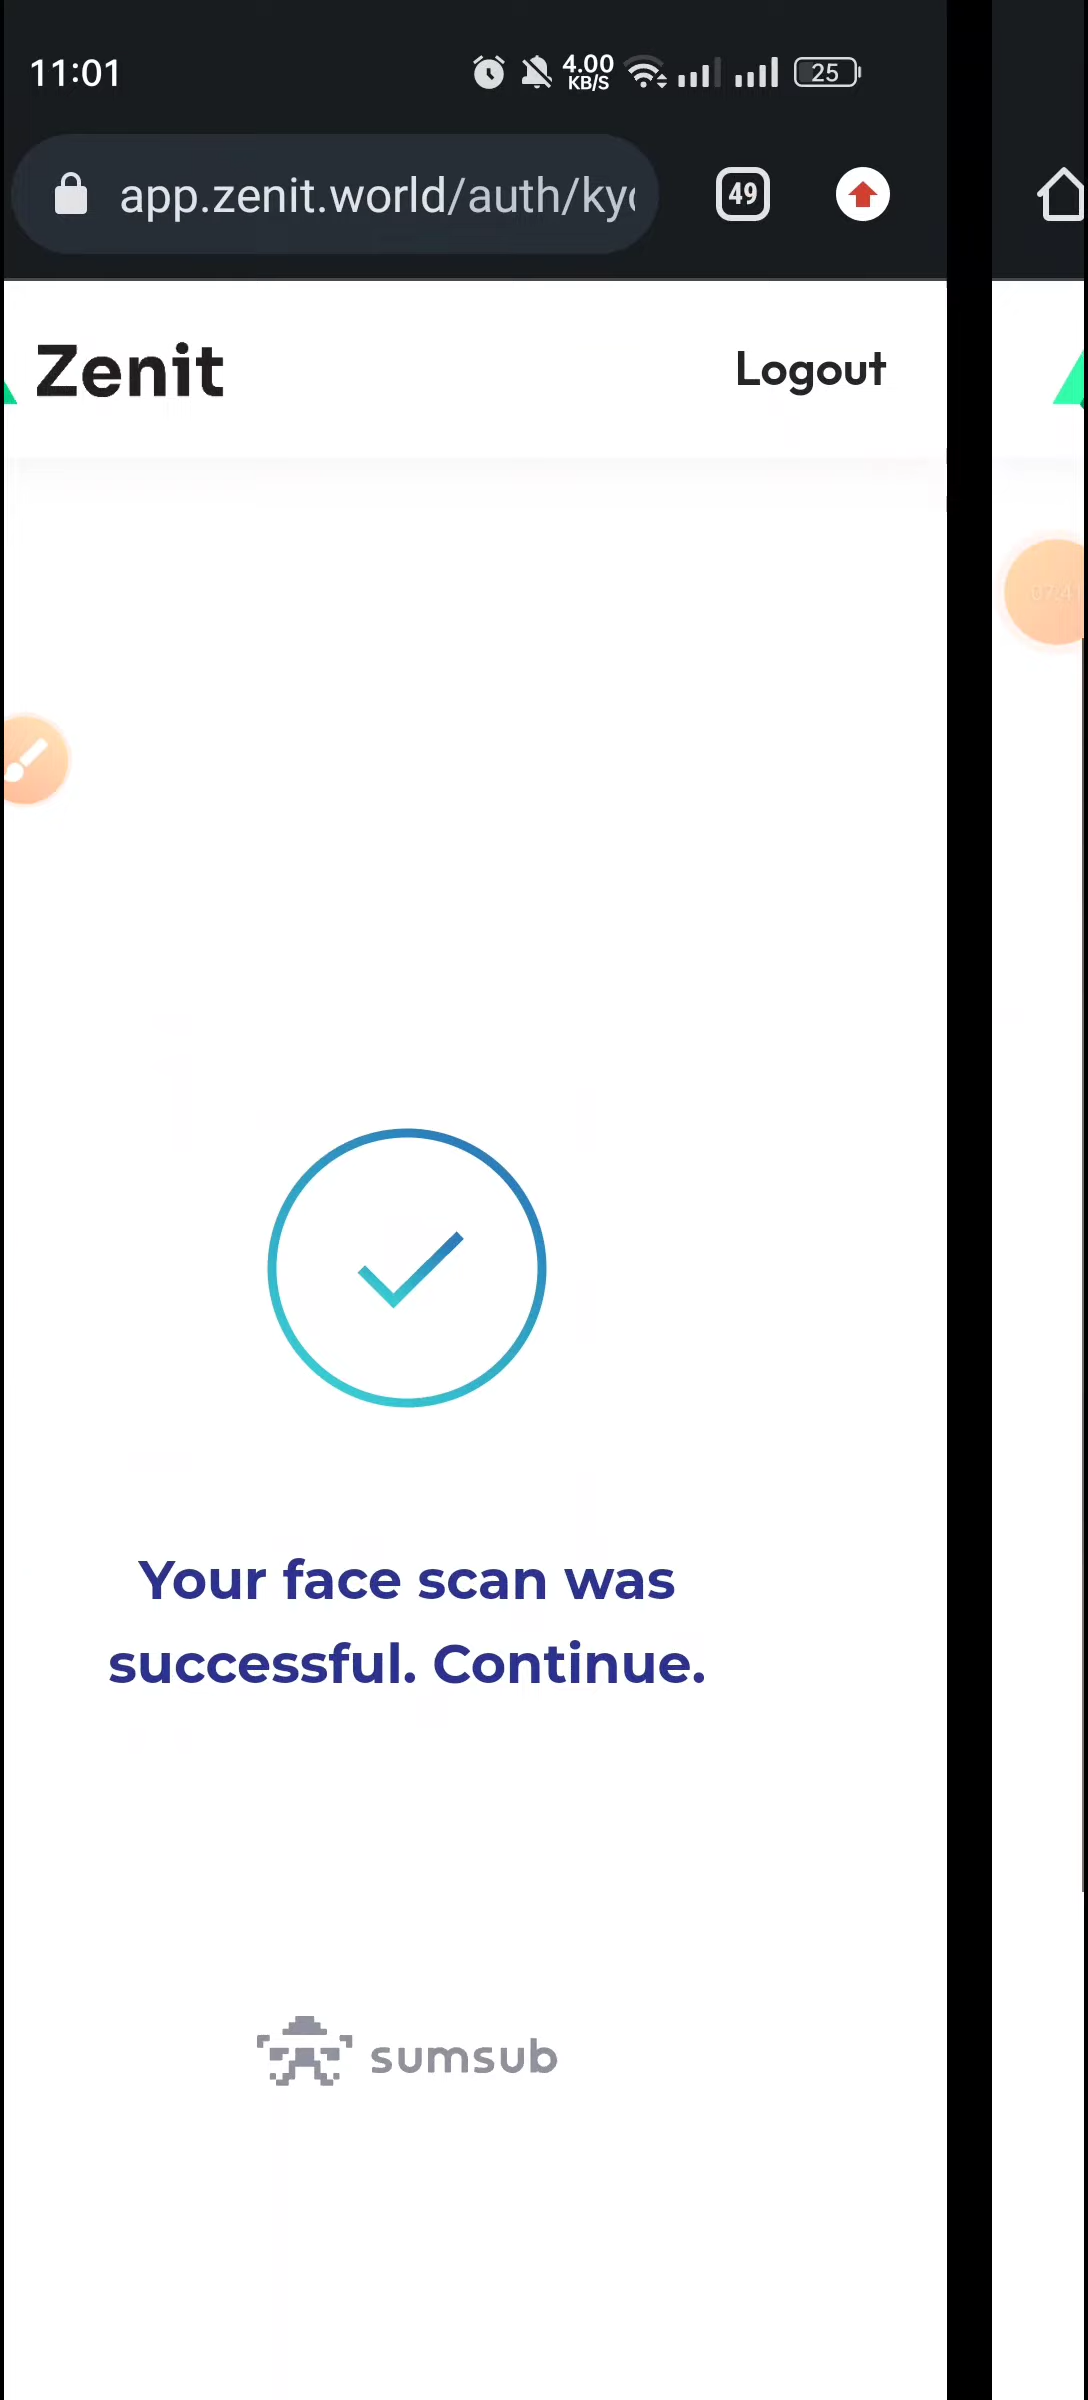 11:01
4.00
KB/S
25
app.zenit.world/auth/ky
49
Zenit
Logout
Your face scan was
successful. Continue.
sumsub